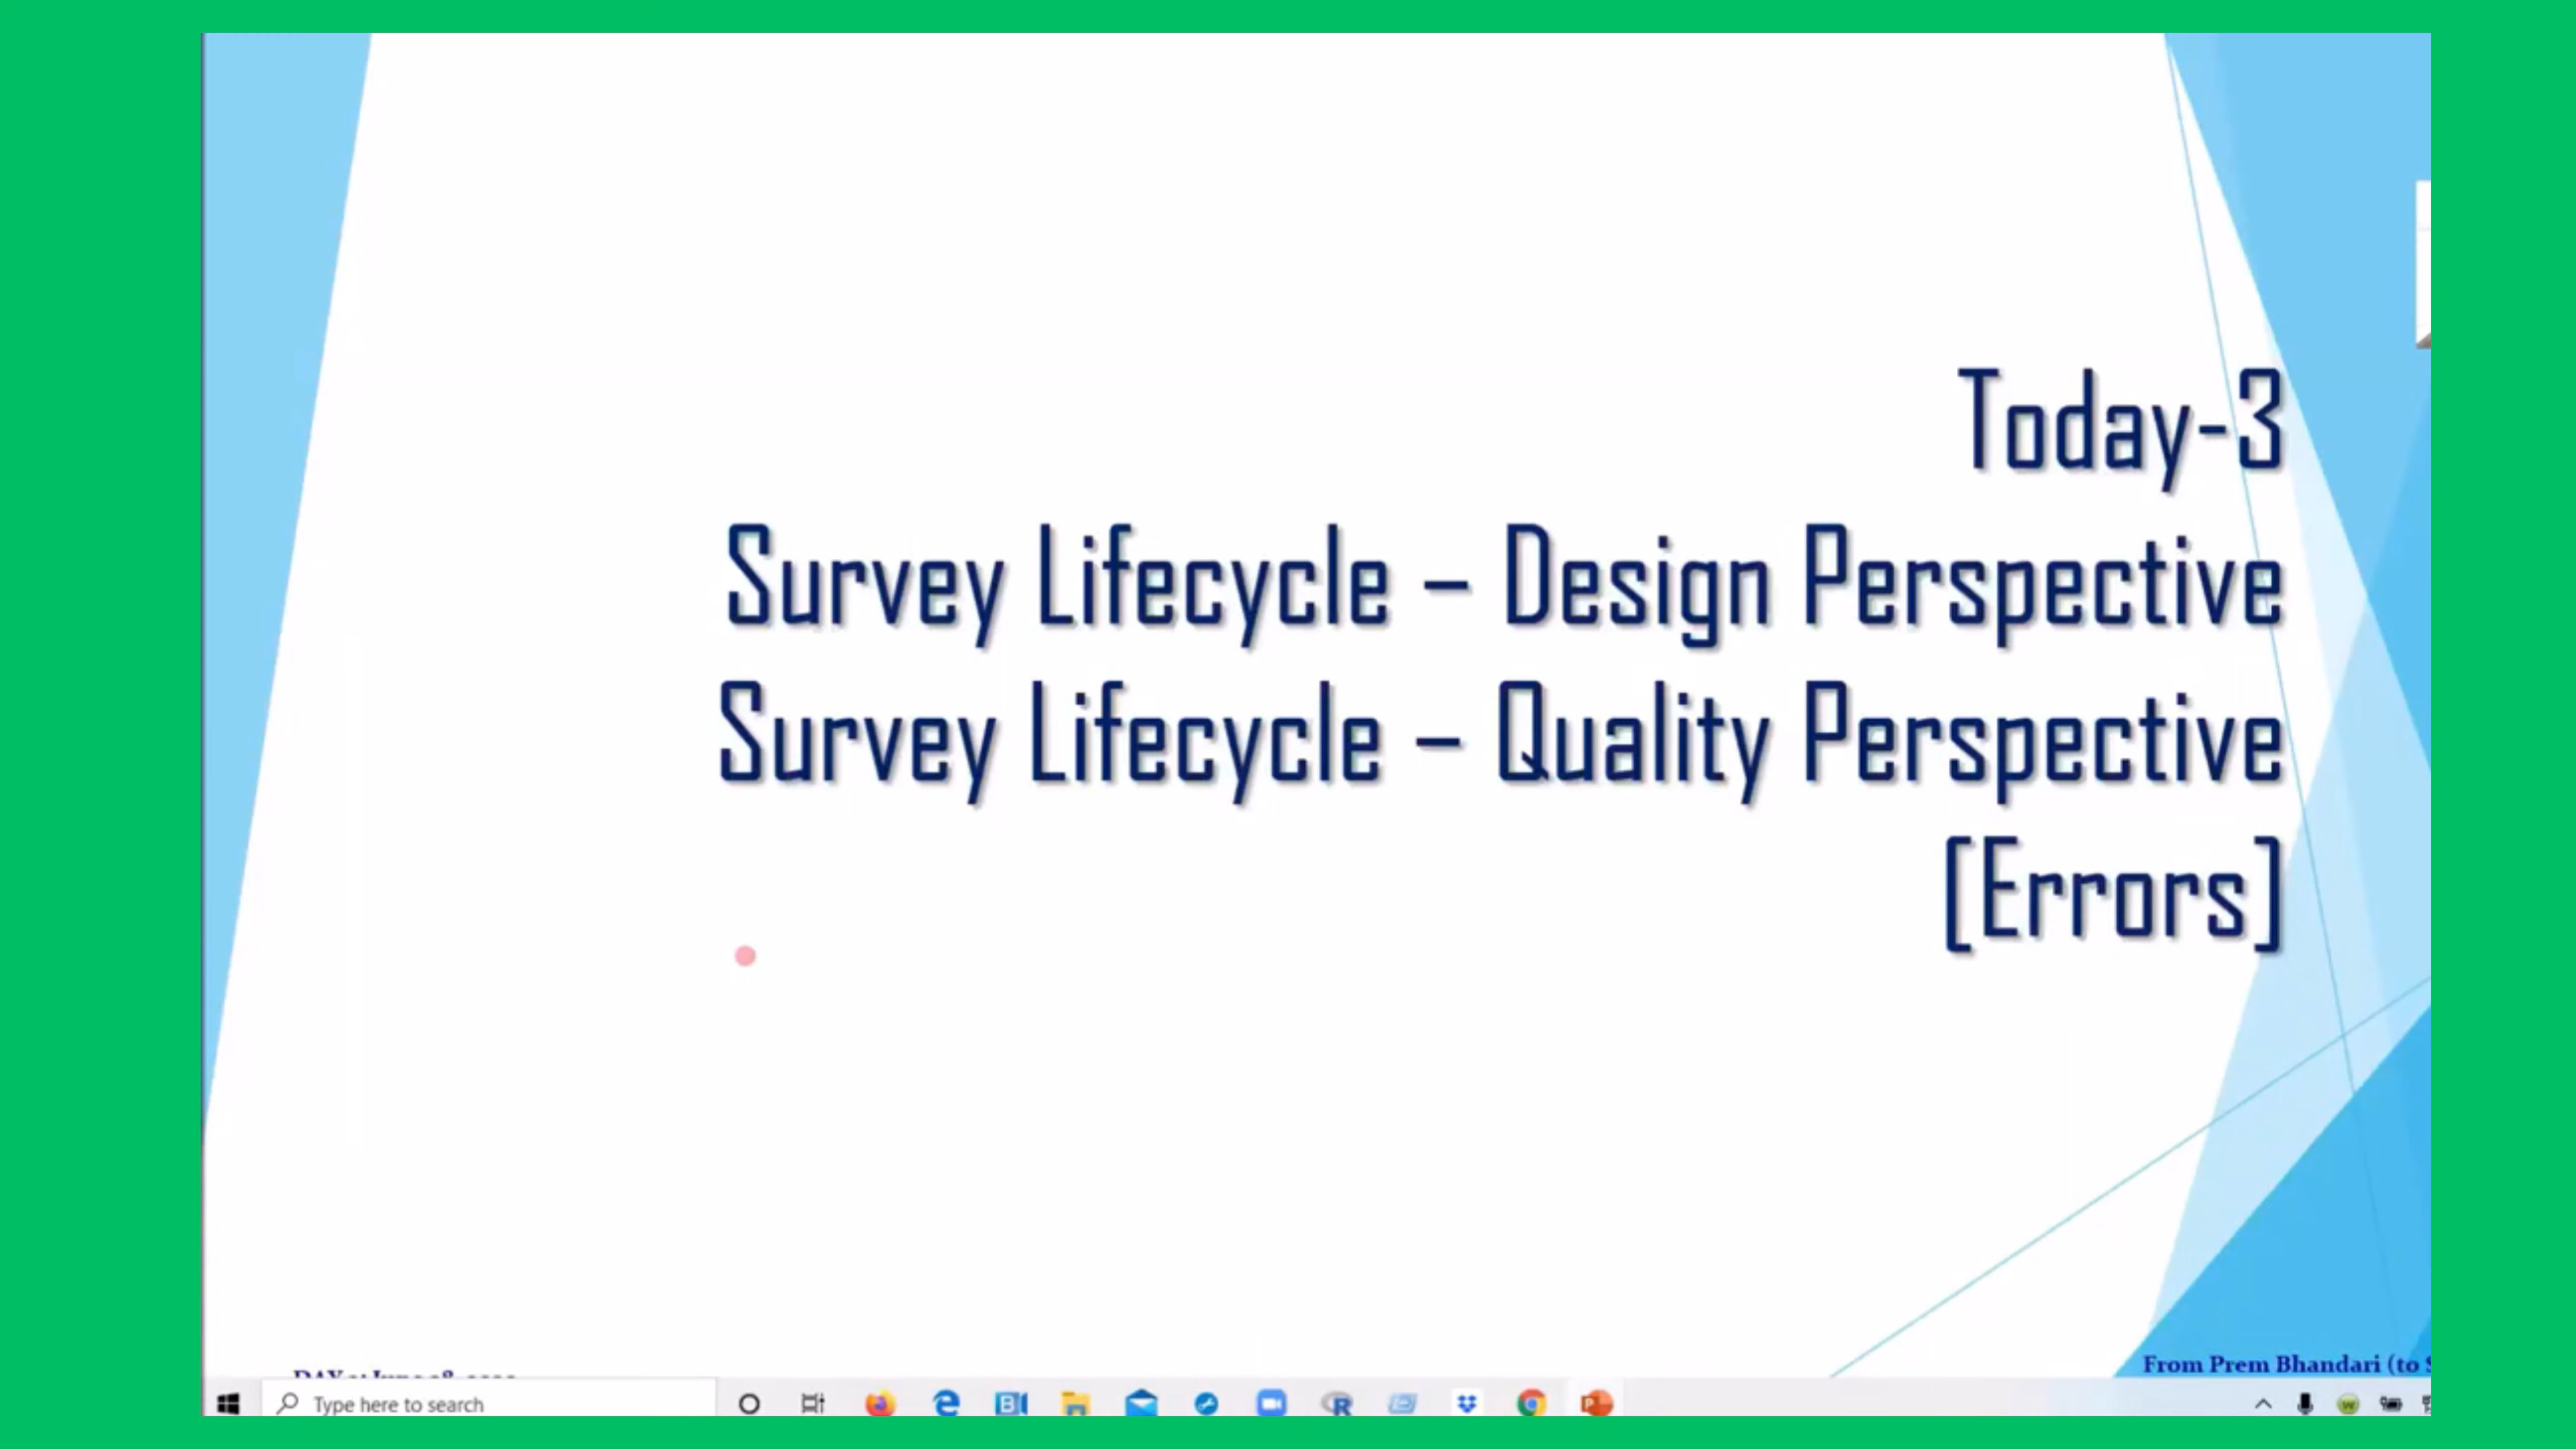 Today-3
Survey Lifecycle – Design Perspective
Survey Lifecycle – Quality Perspective
[Errors]
From Prem Bhandari (to
Type here to search